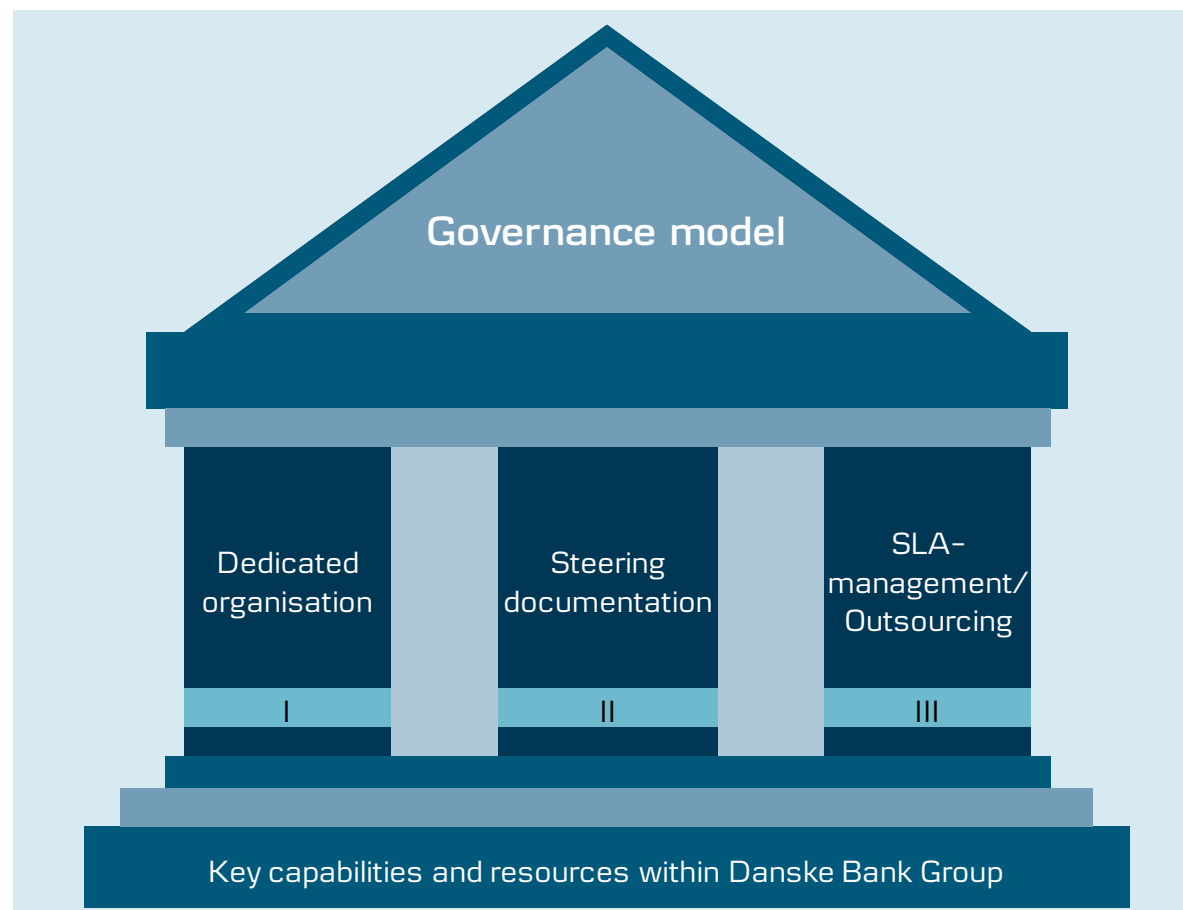 Governance model
Dedicated
organisation
Steering
documentation
SLA-
management/
Outsourcing
I
II
III
Key capabilities and resources within Danske Bank Group